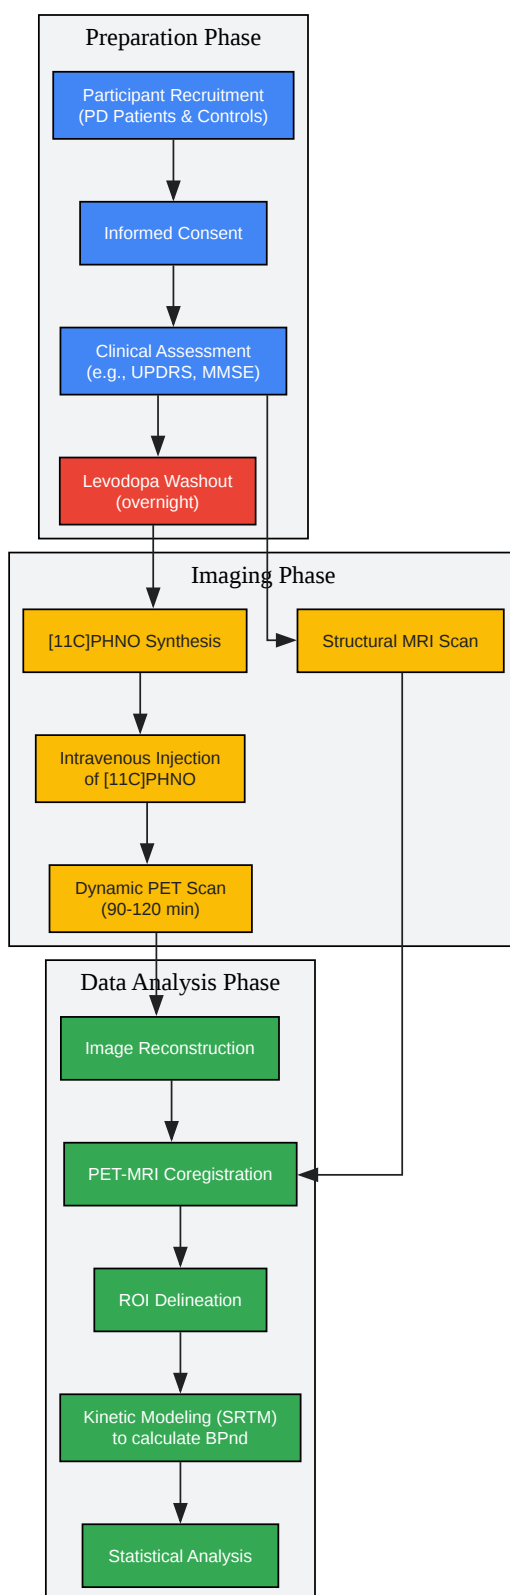 Preparation Phase
Participant Recruitment
(PD Patients & Controls)
Informed Consent
Clinical Assessment
(e.g., UPDRS, MMSE)
Levodopa Washout
(overnight)
Imaging Phase
[11C]PHNO Synthesis
Structural MRI Scan
Intravenous Injection
of [11C]PHNO
Dynamic PET Scan
(90-120 min)
Data Analysis Phase
Image Reconstruction
PET-MRI Coregistration
ROI Delineation
Kinetic Modeling (SRTM)
to calculate BPnd
Statistical Analysis